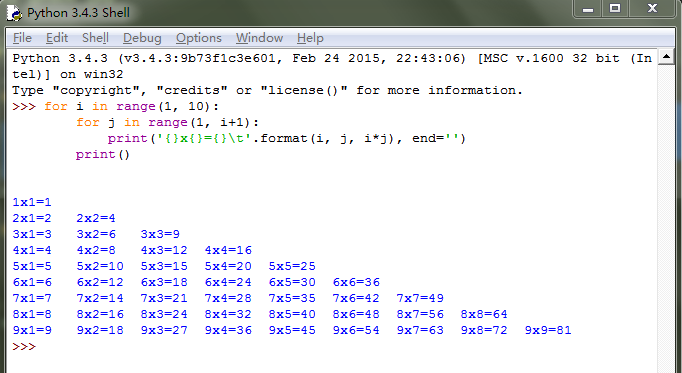 Python 3.4.3 Shell
File Edit Shell Debug Options Window Help
Python 3.4.3 (v3.4.3:9b73f1c3e601, Feb 24 2015, 22:43:06) [MSC v.1600 32 bit (In
tel)] on win32
Type "copyright", "credits" or "license()" for more information.
>>> for i in range(1, 10):
        for j in range(1, i+1):
            print('{}x{}={}\t'.format(i, j, i*j), end='')
        print()
1x1=1
2x1=2 2x2=4
3x1=3 3x2=6 3x3=9
4x1=4 4x2=8 4x3=12 4x4=16
5x1=5 5x2=10 5x3=15 5x4=20 5x5=25
6x1=6 6x2=12 6x3=18 6x4=24 6x5=30 6x6=36
7x1=7 7x2=14 7x3=21 7x4=28 7x5=35 7x6=42 7x7=49
8x1=8 8x2=16 8x3=24 8x4=32 8x5=40 8x6=48 8x7=56 8x8=64
9x1=9 9x2=18 9x3=27 9x4=36 9x5=45 9x6=54 9x7=63 9x8=72 9x9=81
>>>